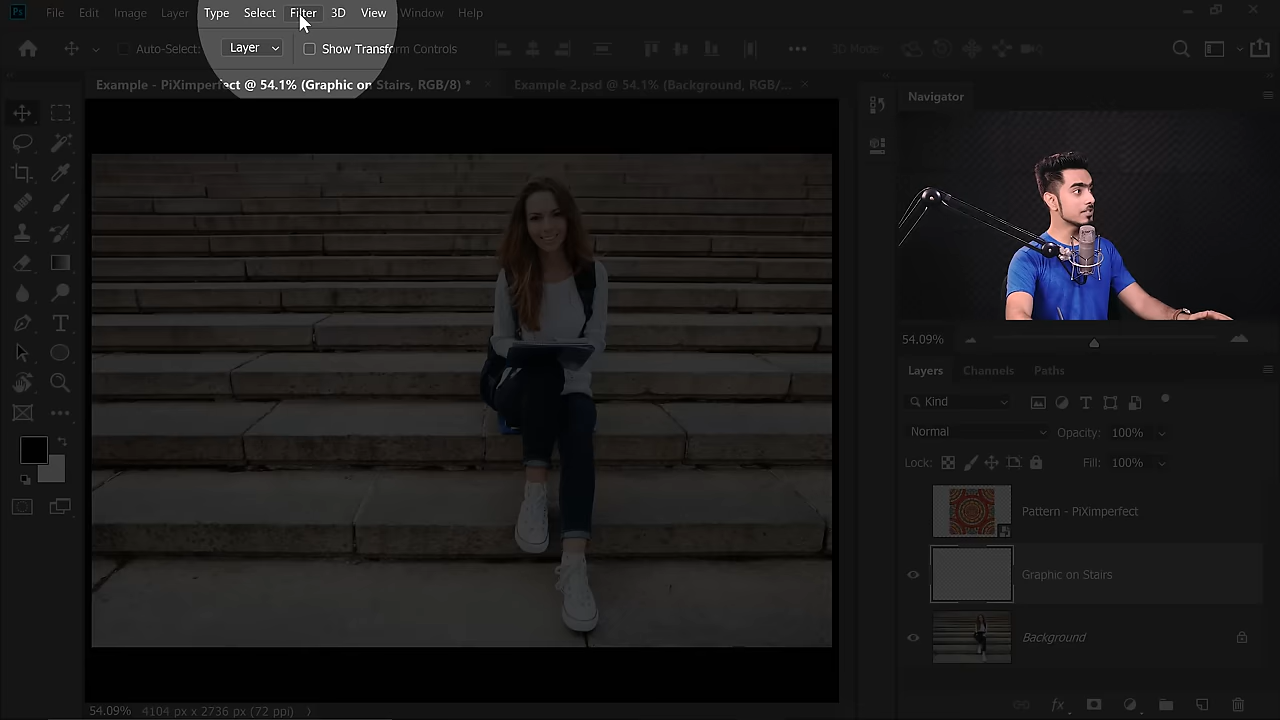 Ps File Edit Image Layer Type Select Filter 3D View Window Help
Auto-Select: Layer Show Transform Controls 3D Mode:
Example - PiXimperfect @ 54.1% (Graphic on Stairs, RGB/8) * × Example 2.psd @ 54.1% (Background, RGB/... ×
Navigator
54.09%
Layers Channels Paths
Kind
Normal Opacity: 100%
Lock: Fill: 100%
Pattern - PiXimperfect
Graphic on Stairs
Background
54.09% 4104 px x 2736 px (72 ppi)